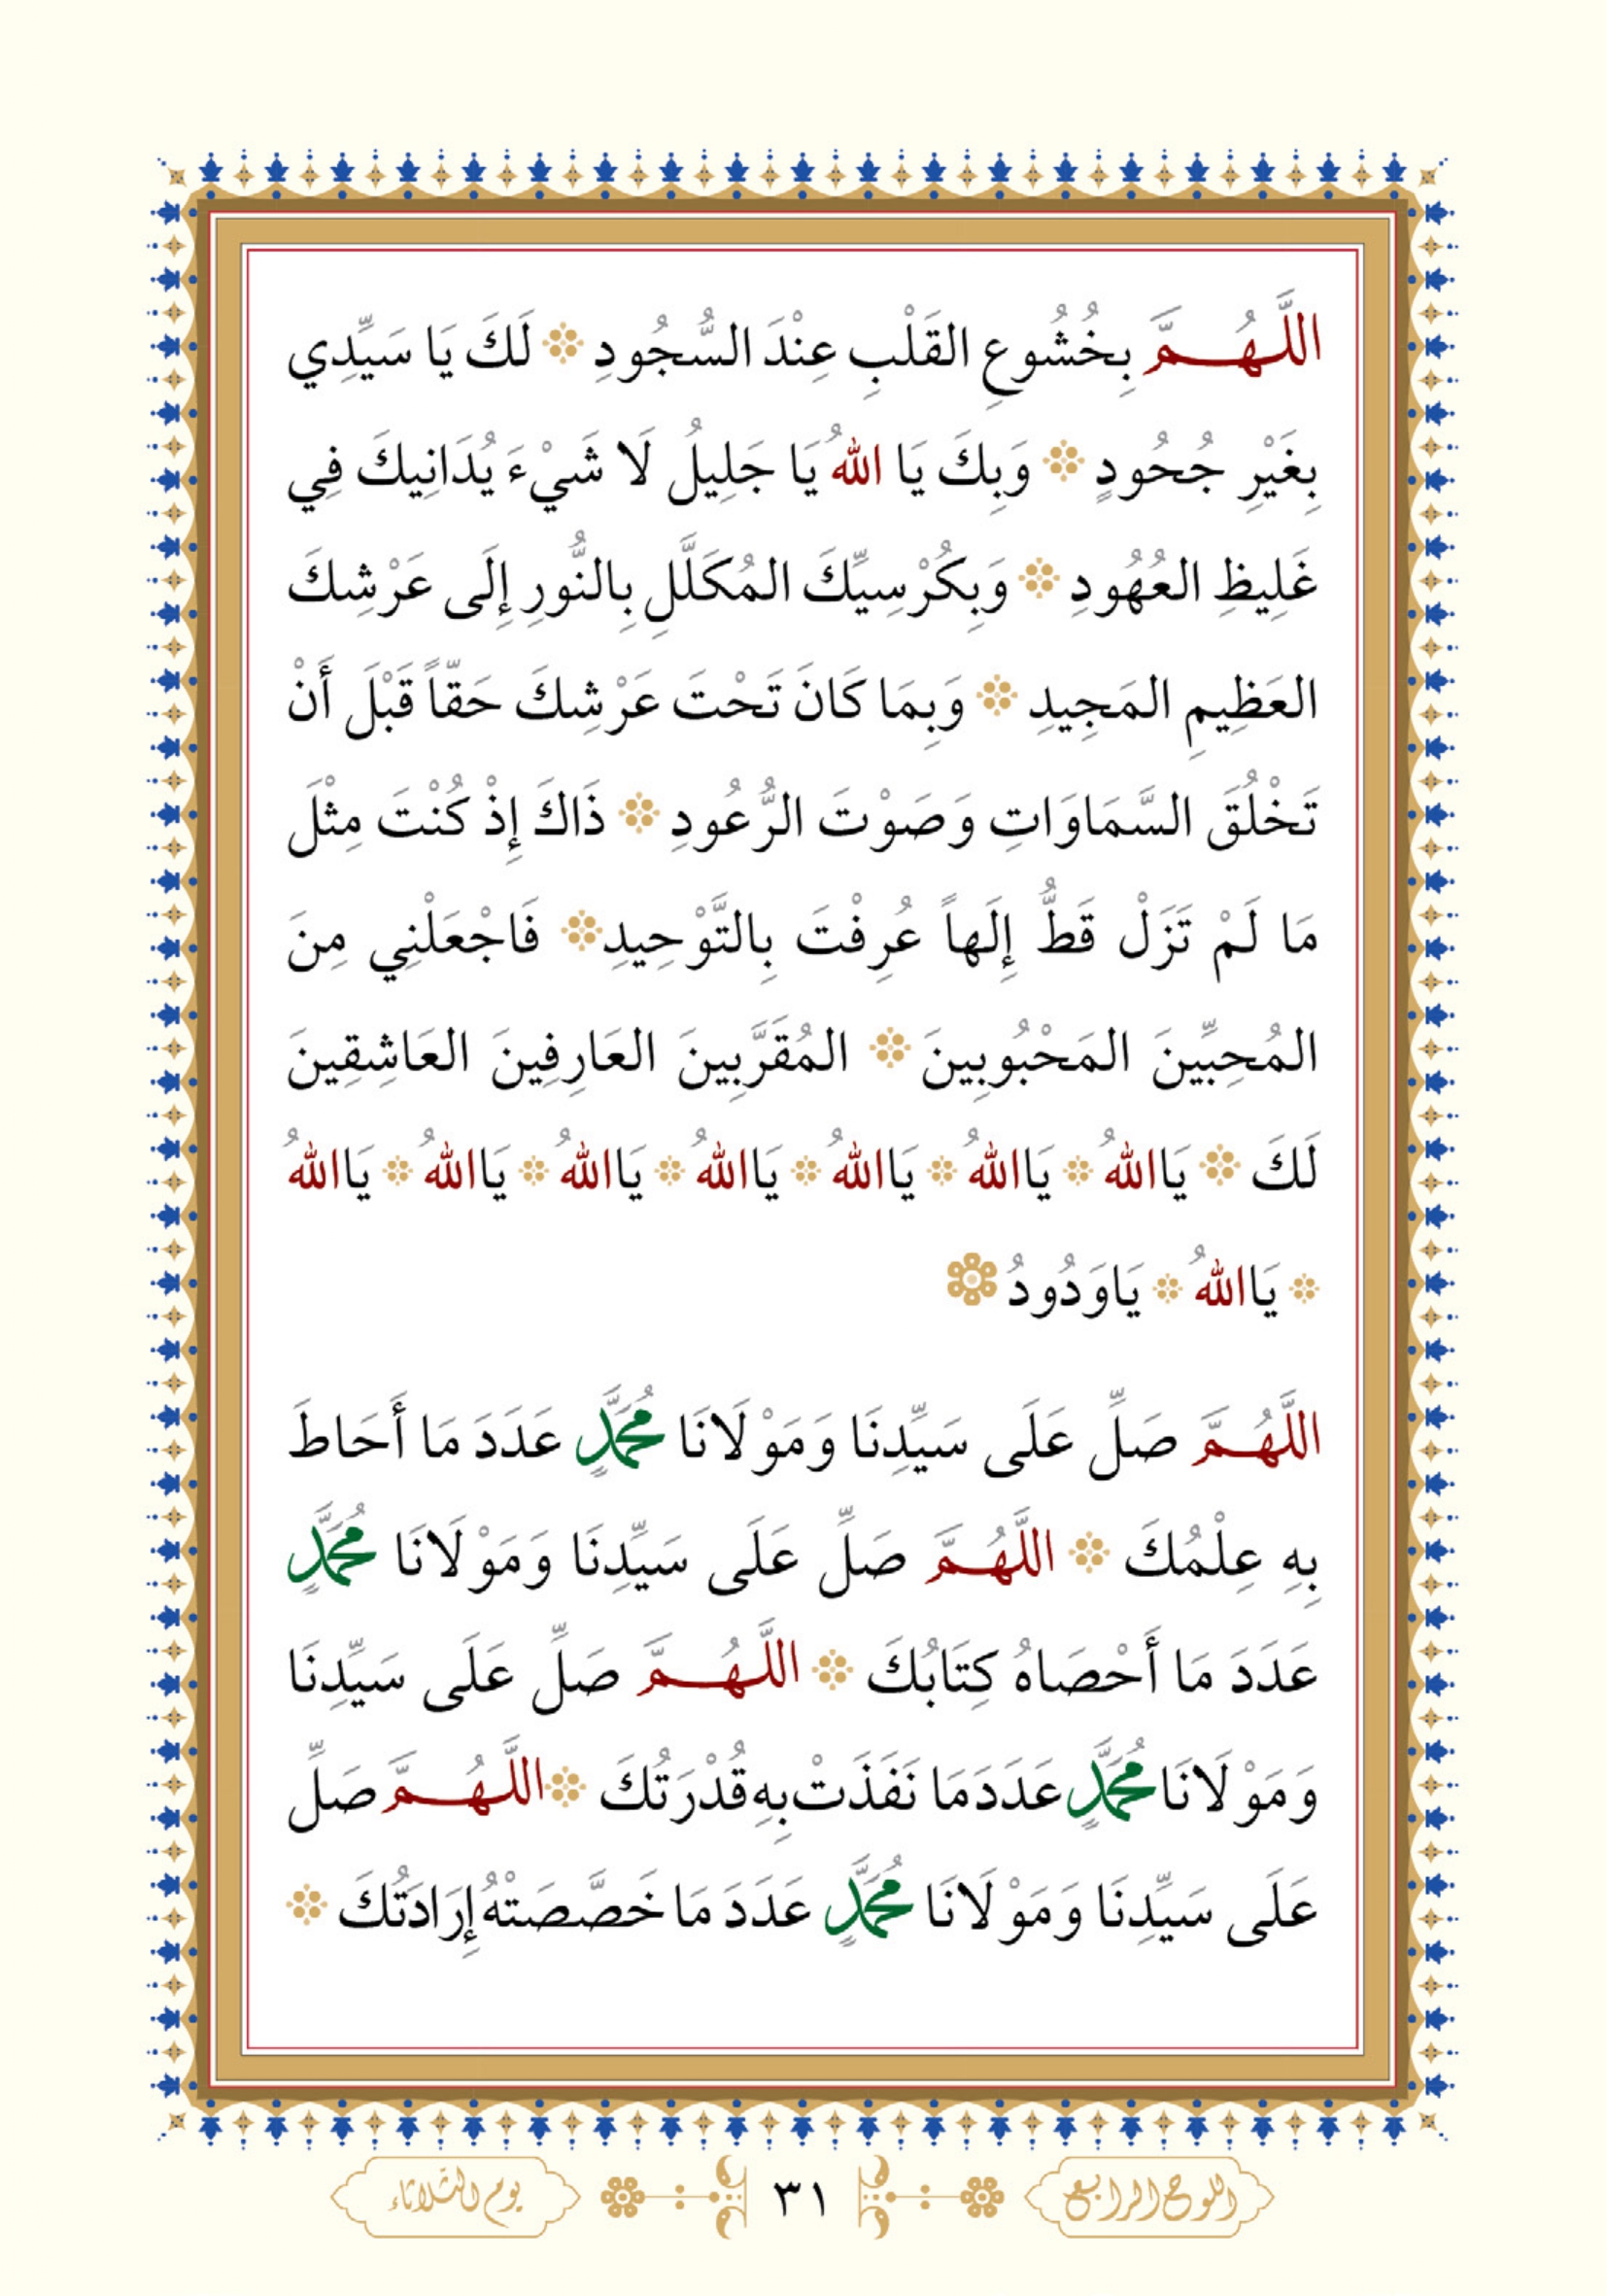 اللَّهُمَّ بِخُشُوعِ القَلْبِ عِنْدَ السُّجُودِ ۞ لَكَ يَا سَيِّدِي
بِغَيْرِ جُحُودٍ ۞ وَبِكَ يَا اللهُ يَا جَلِيلُ لَا شَيْءَ يُدَانِيكَ فِي
غَلِيظِ العُهُودِ ۞ وَبِكُرْسِيِّكَ المُكَلَّلِ بِالنُّورِ إِلَى عَرْشِكَ
العَظِيمِ المَجِيدِ ۞ وَبِمَا كَانَ تَحْتَ عَرْشِكَ حَقّاً قَبْلَ أَنْ
تَخْلُقَ السَّمَاوَاتِ وَصَوْتَ الرُّعُودِ ۞ ذَاكَ إِذْ كُنْتَ مِثْلَ
مَا لَمْ تَزَلْ قَطُّ إِلَهاً عُرِفْتَ بِالتَّوْحِيدِ ۞ فَاجْعَلْنِي مِنَ
المُحِبِّينَ المَحْبُوبِينَ ۞ المُقَرَّبِينَ العَارِفِينَ العَاشِقِينَ
لَكَ ۞ يَااللهُ ۞ يَااللهُ ۞ يَااللهُ ۞ يَااللهُ ۞ يَااللهُ ۞ يَااللهُ ۞ يَااللهُ
۞ يَااللهُ ۞ يَاوَدُودُ ۞
اللَّهُمَّ صَلِّ عَلَى سَيِّدِنَا وَمَوْلَانَا مُحَمَّدٍ عَدَدَ مَا أَحَاطَ
بِهِ عِلْمُكَ ۞ اللَّهُمَّ صَلِّ عَلَى سَيِّدِنَا وَمَوْلَانَا مُحَمَّدٍ
عَدَدَ مَا أَحْصَاهُ كِتَابُكَ ۞ اللَّهُمَّ صَلِّ عَلَى سَيِّدِنَا
وَمَوْلَانَا مُحَمَّدٍ عَدَدَ مَا نَفَذَتْ بِهِ قُدْرَتُكَ ۞ اللَّهُمَّ صَلِّ
عَلَى سَيِّدِنَا وَمَوْلَانَا مُحَمَّدٍ عَدَدَ مَا خَصَّصَتْهُ إِرَادَتُكَ ۞
اللوح الرابع ٣١ يوم الثلاثاء